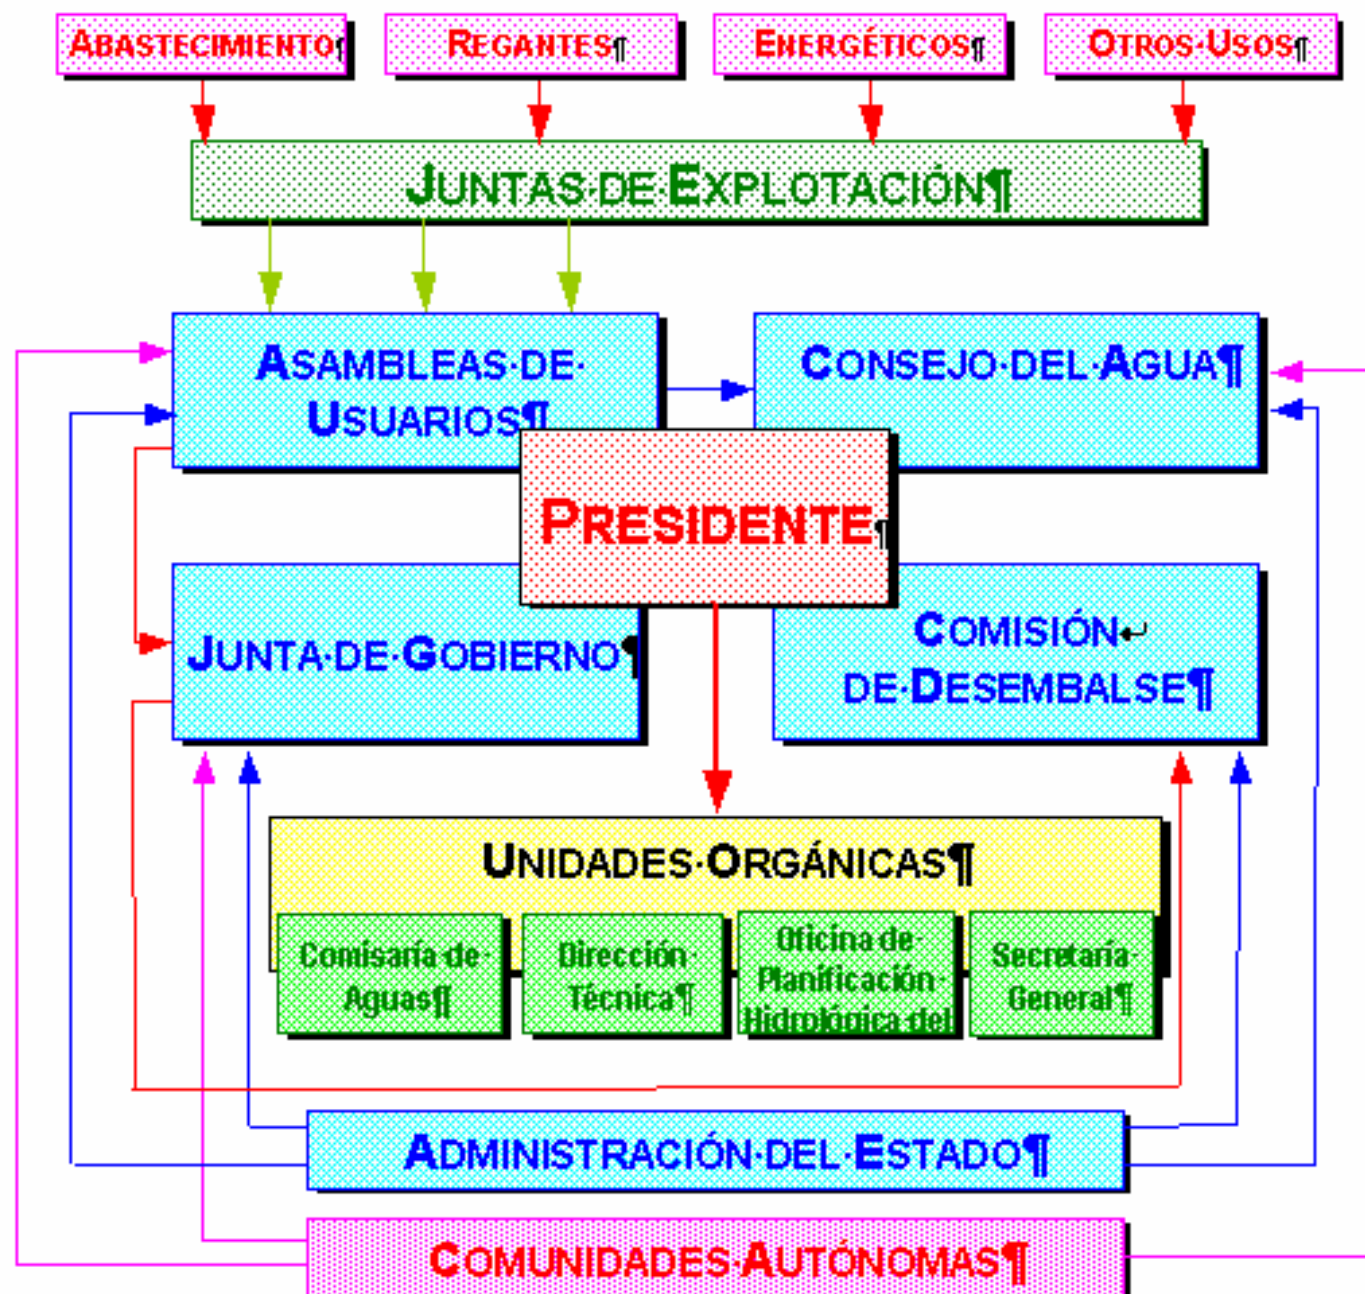 ABASTECIMIENTO¶
REGANTES¶
ENERGÉTICOS¶
OTROS·USOS¶
JUNTAS·DE·EXPLOTACIÓN¶
ASAMBLEAS·DE·
USUARIOS¶
CONSEJO·DEL·AGUA¶
PRESIDENTE¶
JUNTA·DE·GOBIERNO¶
COMISIÓN↵
DE·DESEMBALSE¶
UNIDADES·ORGÁNICAS¶
Comisaría·de·
Aguas¶
Dirección·
Técnica¶
Oficina·de·
Planificación·
Hidrológica·del
Secretaría·
General¶
ADMINISTRACIÓN·DEL·ESTADO¶
COMUNIDADES·AUTÓNOMAS¶